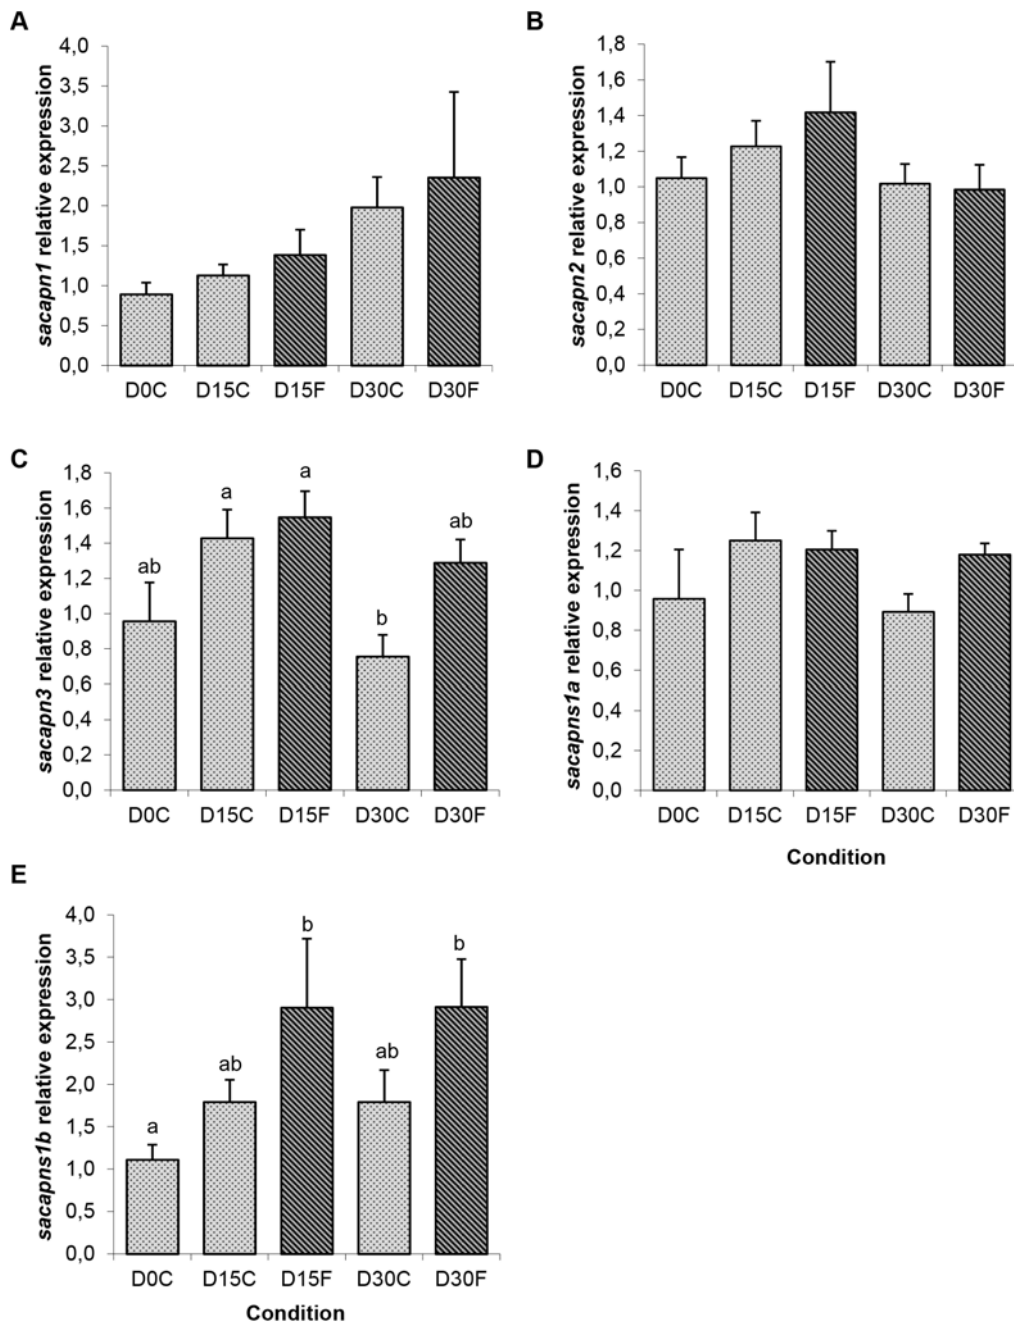 A
sacapn1 relative expression
4,0
3,5
3,0
2,5
2,0
1,5
1,0
0,5
0,0
D0C D15C D15F D30C D30F
B
sacapn2 relative expression
1,8
1,6
1,4
1,2
1,0
0,8
0,6
0,4
0,2
0,0
D0C D15C D15F D30C D30F
C
sacapn3 relative expression
1,8
1,6
1,4
1,2
1,0
0,8
0,6
0,4
0,2
0,0
ab a a b ab
D0C D15C D15F D30C D30F
D
sacapns1a relative expression
1,6
1,4
1,2
1,0
0,8
0,6
0,4
0,2
0,0
D0C D15C D15F D30C D30F
Condition
E
sacapns1b relative expression
4,0
3,5
3,0
2,5
2,0
1,5
1,0
0,5
0,0
a ab b ab b
D0C D15C D15F D30C D30F
Condition